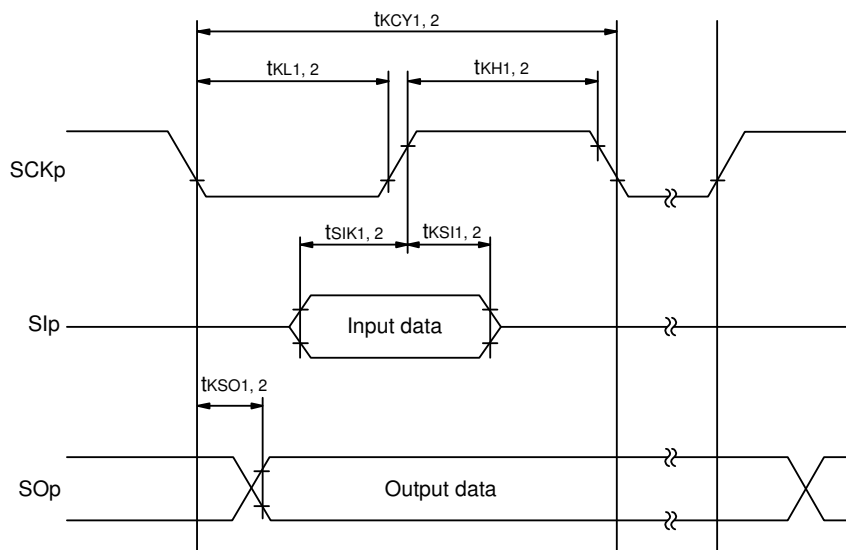 tKCY1, 2
tKL1, 2
tKH1, 2
SCKp
tSIK1, 2
tKSI1, 2
SIp
Input data
tKSO1, 2
SOp
Output data